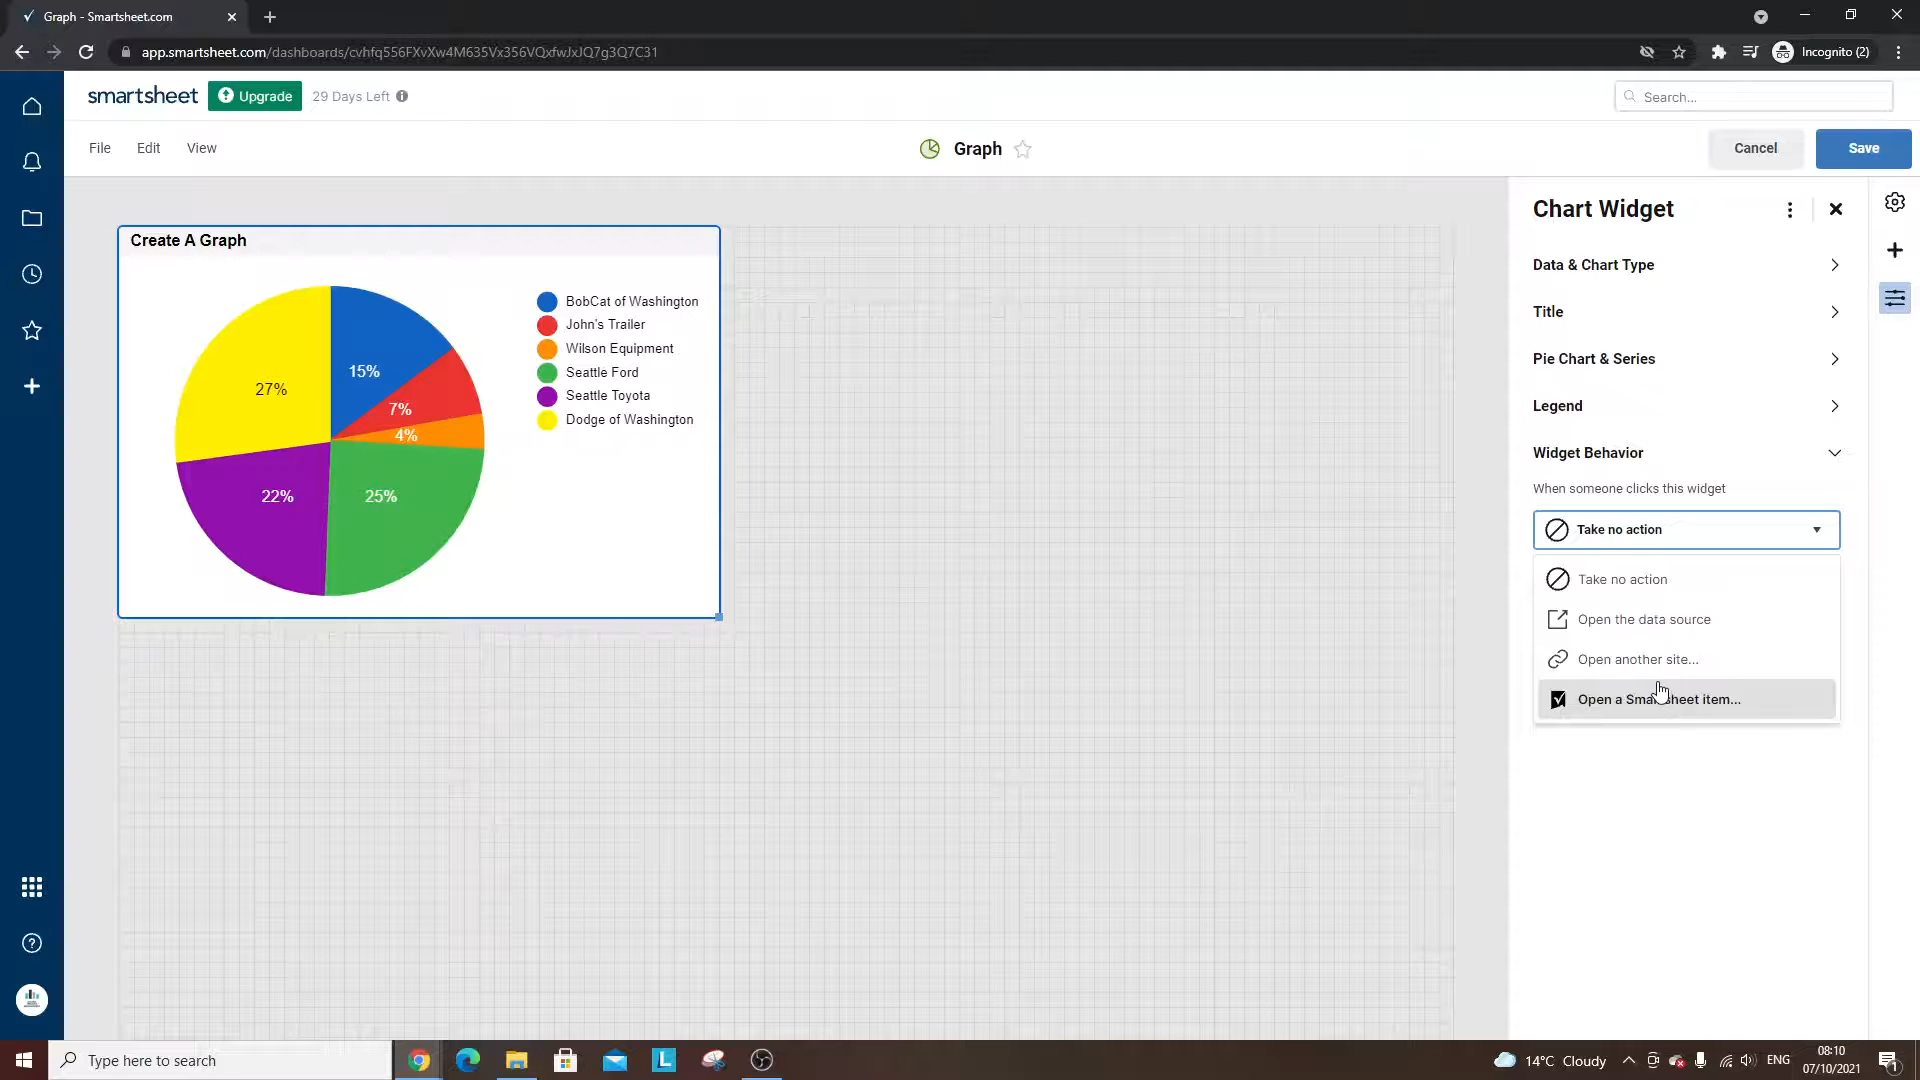 Graph - Smartsheet.com
app.smartsheet.com/dashboards/cvhfq556FXvXw4M635Vx356VQxfwJxJQ7g3Q7C31
Incognito (2)
smartsheet
Upgrade
29 Days Left
Search...
File
Edit
View
Graph
Cancel
Save
Create A Graph
15%
7%
4%
25%
22%
27%
BobCat of Washington
John's Trailer
Wilson Equipment
Seattle Ford
Seattle Toyota
Dodge of Washington
Chart Widget
Data & Chart Type
Title
Pie Chart & Series
Legend
Widget Behavior
When someone clicks this widget
Take no action
Take no action
Open the data source
Open another site...
Open a Smartsheet item...
Type here to search
L
14°C Cloudy
ENG
08:10
07/10/2021
1